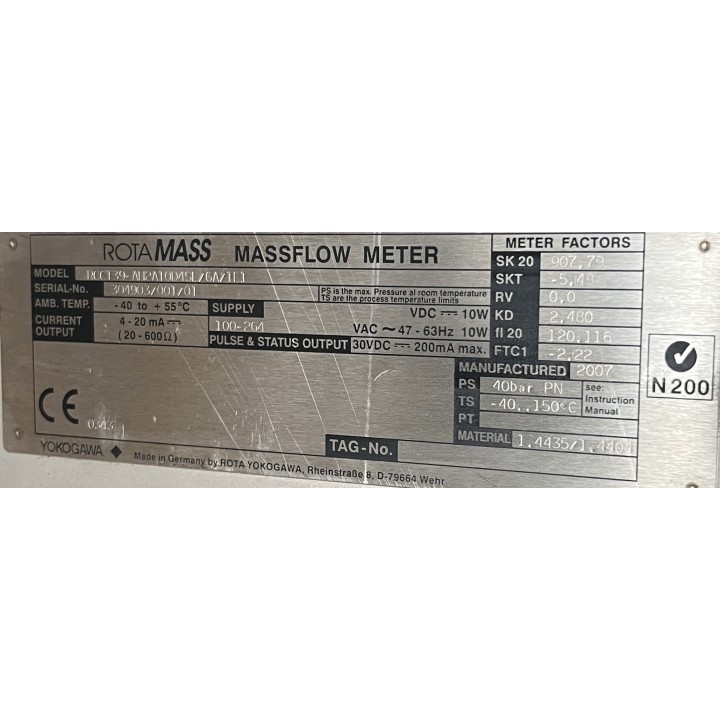 ROTAMASS MASSFLOW METER
METER FACTORS
MODEL
SERIAL-No. 304903/001/01
PS is the max. Pressure at room temperature
TS are the process temperature limits
AMB. TEMP. -40 to +55°C
CURRENT OUTPUT 4 - 20 mA
(20 - 600Ω)
SUPPLY 100-264
VDC 10W
VAC ~ 47 - 63Hz 10W
PULSE & STATUS OUTPUT 30VDC 200mA max.
SK 20 907,79
SKT -5,49
RV 0,0
KD 2,480
fl 20 120,116
FTC1 -2,22
MANUFACTURED 2007
PS 40bar PN
TS -40..150°C
PT
see:
Instruction
Manual
MATERIAL 1.4435/1.4404
CE
TAG-No.
YOKOGAWA
Made in Germany by ROTA YOKOGAWA, Rheinstraße 8, D-79664 Wehr
N200